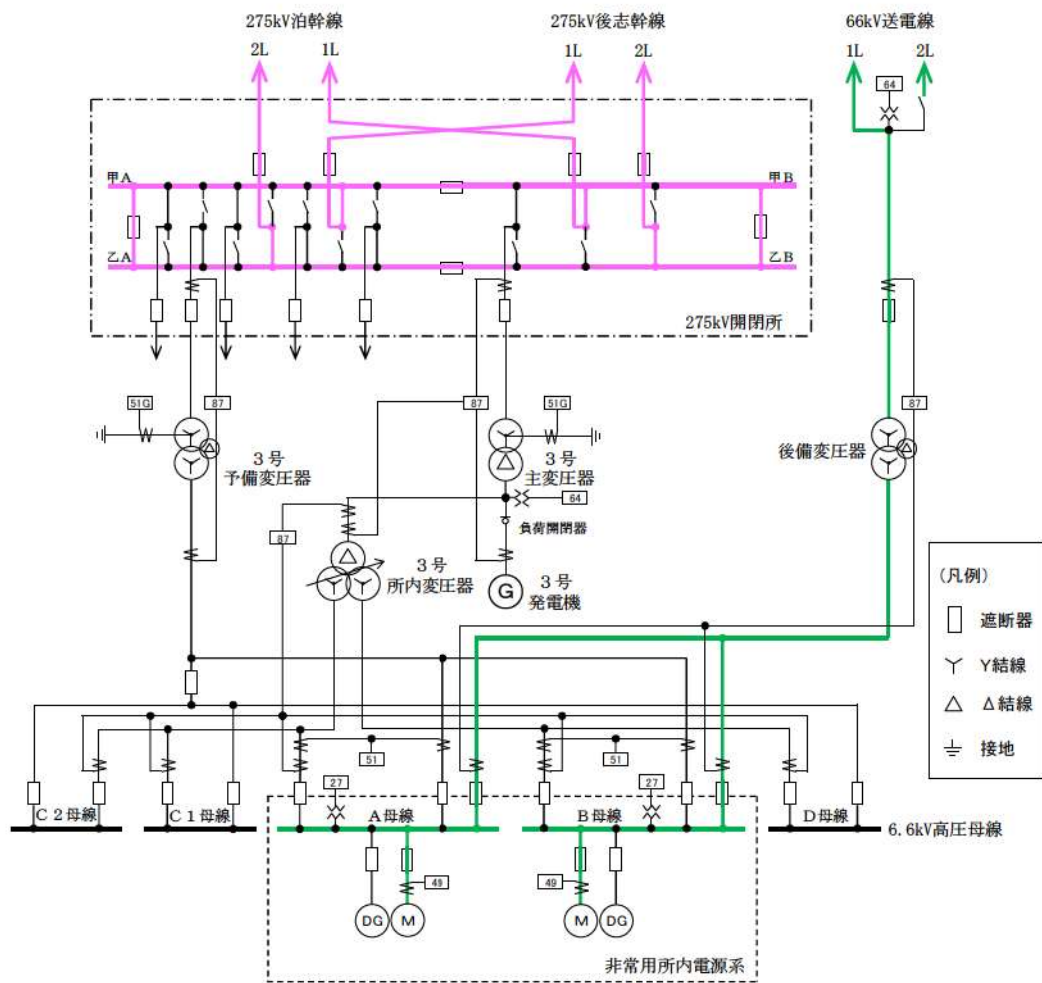 275kV泊幹線
275kV後志幹線
66kV送電線
2L
1L
1L
2L
1L
2L
64
甲A
甲B
乙A
乙B
275kV開閉所
51G
87
87
51G
87
3号
予備変圧器
3号
主変圧器
後備変圧器
64
負荷開閉器
87
3号
所内変圧器
G
3号
発電機
(凡例)
遮断器
Y結線
Δ結線
接地
51
51
27
27
C2母線
C1母線
A母線
B母線
D母線
6.6kV高圧母線
49
49
DG
M
M
DG
非常用所内電源系